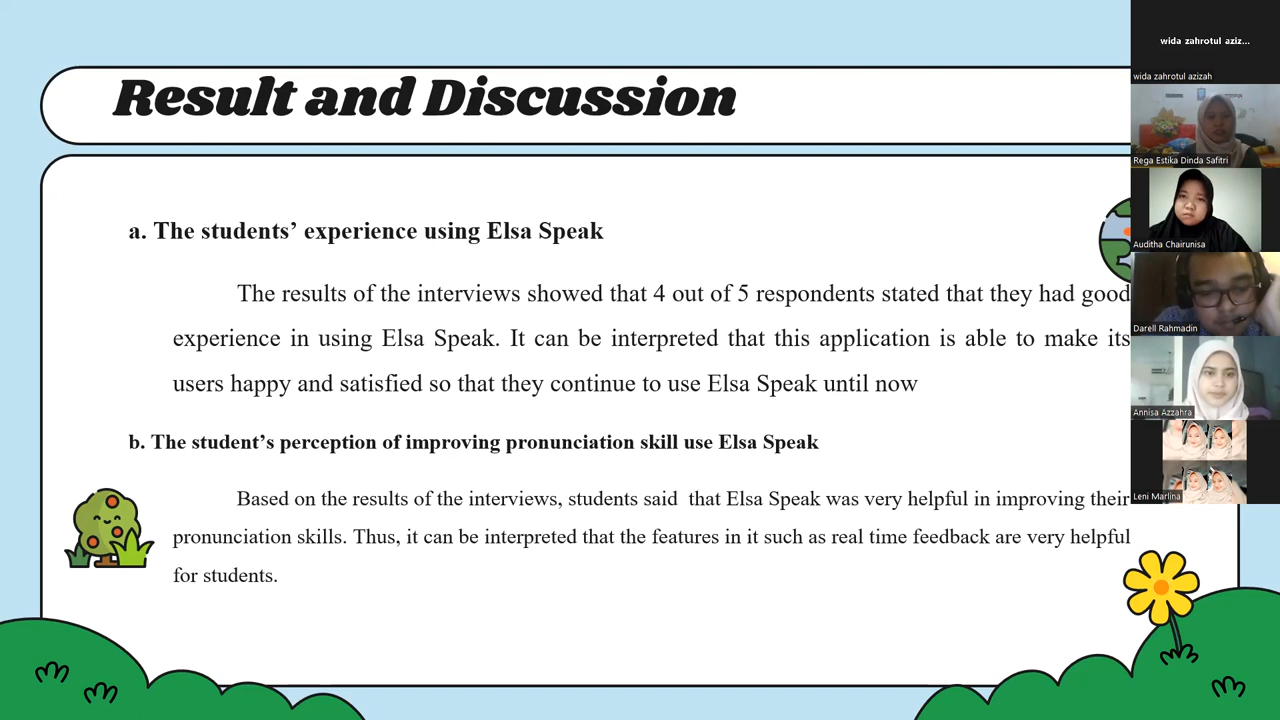 Result and Discussion
a. The students’ experience using Elsa Speak
The results of the interviews showed that 4 out of 5 respondents stated that they had good
experience in using Elsa Speak. It can be interpreted that this application is able to make its
users happy and satisfied so that they continue to use Elsa Speak until now
b. The student’s perception of improving pronunciation skill use Elsa Speak
Based on the results of the interviews, students said that Elsa Speak was very helpful in improving their
pronunciation skills. Thus, it can be interpreted that the features in it such as real time feedback are very helpful
for students.
wida zahrotul aziz...
wida zahrotul azizah
Rega Estika Dinda Safitri
Auditha Chairunisa
Darell Rahmadin
Annisa Azzahra
Leni Marlina